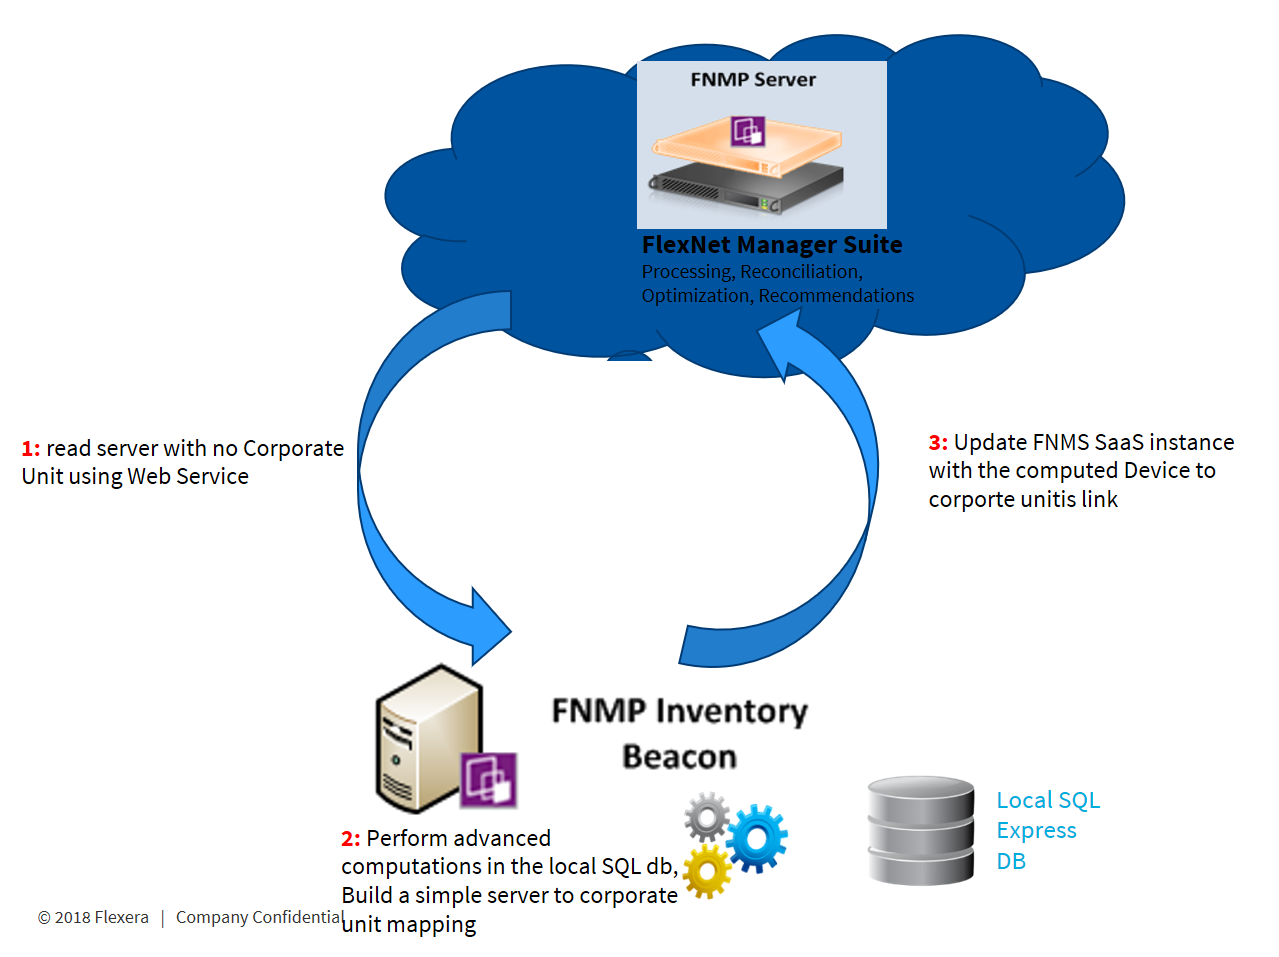 FNMP Server
FlexNet Manager Suite
Processing, Reconciliation,
Optimization, Recommendations
1: read server with no Corporate
Unit using Web Service
3: Update FNMS SaaS instance
with the computed Device to
corporte unitis link
FNMP Inventory
Beacon
Local SQL
Express
DB
2: Perform advanced
computations in the local SQL db,
Build a simple server to corporate
unit mapping
© 2018 Flexera | Company Confidential